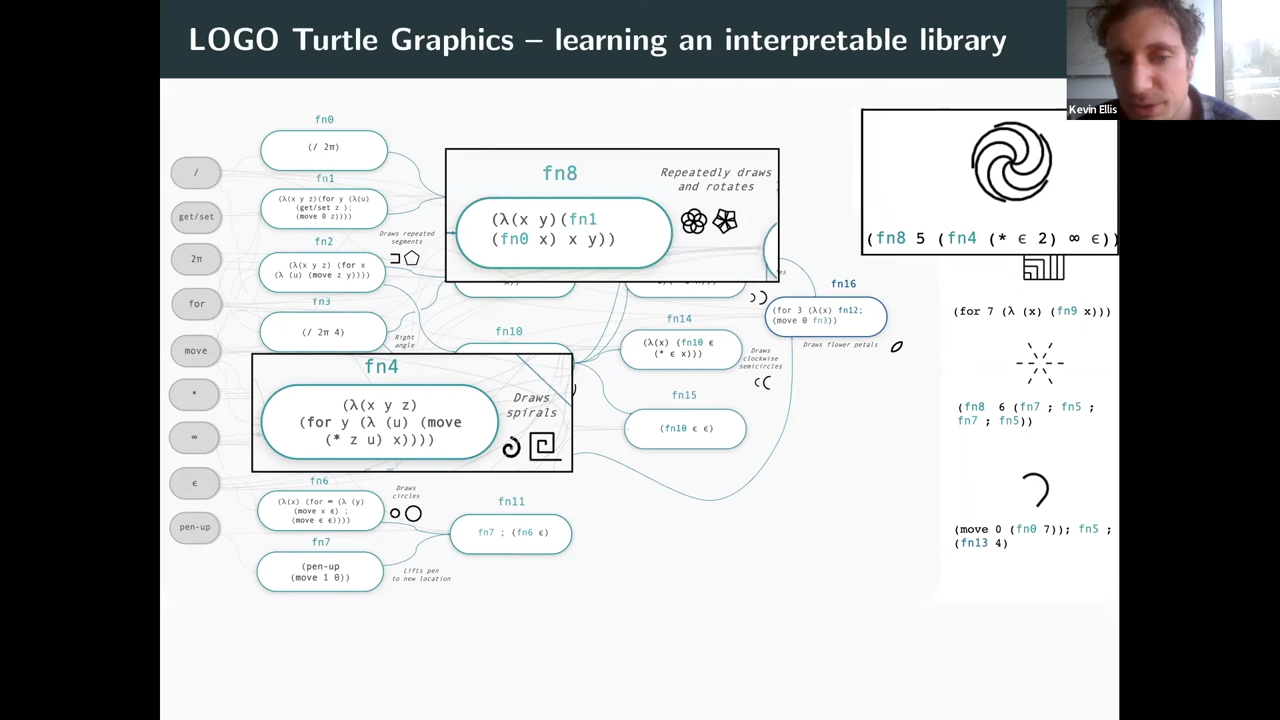 LOGO Turtle Graphics – learning an interpretable library
Kevin Ellis
/
get/set
2π
for
move
*
∞
ϵ
pen-up
fn0
(/ 2π)
fn1
(λ(x y z)(for y (λ(u)
(get/set z );
(move 0 z))))
Draws repeated
segments
fn2
(λ(x y z) (for x
(λ (u) (move z y))))
fn3
(/ 2π 4)
Right
angle
fn4
(λ(x y z)
(for y (λ (u) (move
(* z u) x))))
Draws
spirals
fn6
(λ(x) (for ∞ (λ (y)
(move x ϵ) ;
(move ϵ ϵ))))
Draws
circles
fn7
(pen-up
(move 1 0))
Lifts pen
to new location
fn8
(λ(x y)(fn1
(fn0 x) x y))
Repeatedly draws
and rotates
fn10
fn11
fn7 ; (fn6 ϵ)
fn14
(λ(x) (fn10 ϵ
(* ϵ x)))
Draws
clockwise
semicircles
fn15
(fn10 ϵ ϵ)
fn16
(for 3 (λ(x) fn12;
(move 0 fn3))
Draws flower petals
(fn8 5 (fn4 (* ϵ 2) ∞ ϵ))
(for 7 (λ (x) (fn9 x)))
(fn8 6 (fn7 ; fn5 ;
fn7 ; fn5))
(move 0 (fn0 7)); fn5 ;
(fn13 4)